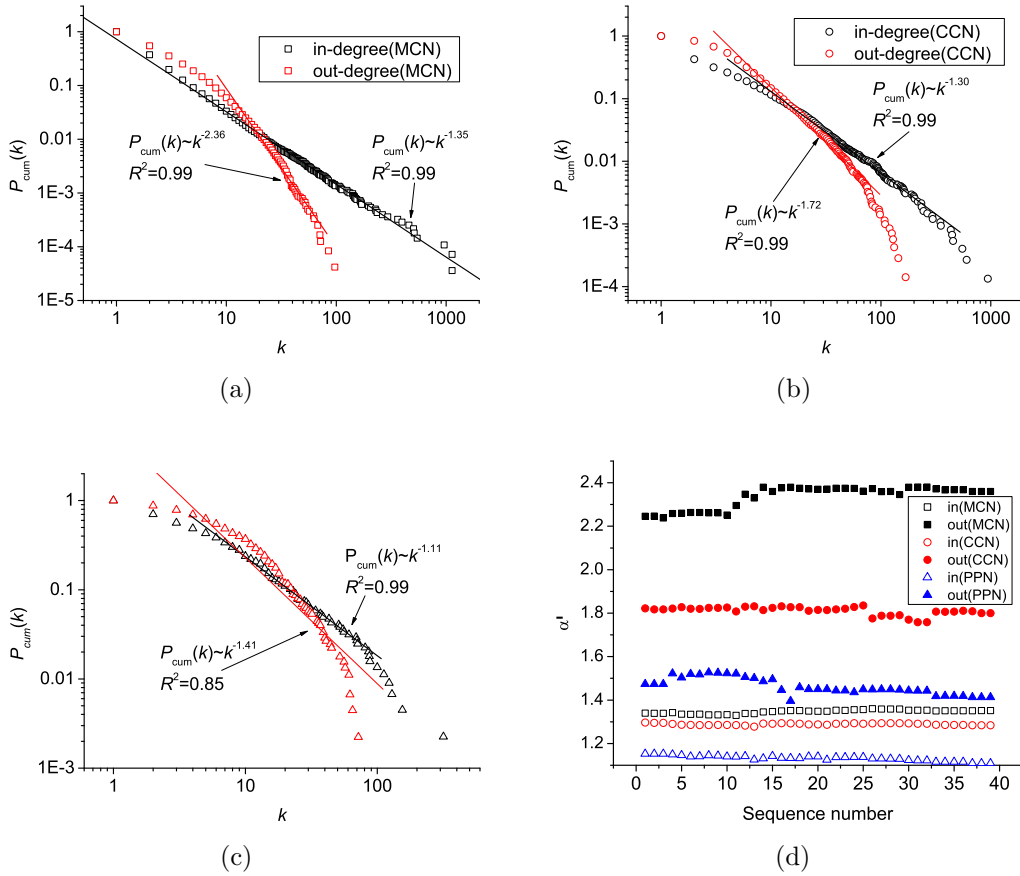 1
0.1
0.01
1E-3
1E-4
1E-5
P_cum(k)
in-degree(MCN)
out-degree(MCN)
P_cum(k)~k^-2.36
R^2=0.99
P_cum(k)~k^-1.35
R^2=0.99
1 10 100 1000
k
(a)
1
0.1
0.01
1E-3
1E-4
P_cum(k)
in-degree(CCN)
out-degree(CCN)
P_cum(k)~k^-1.30
R^2=0.99
P_cum(k)~k^-1.72
R^2=0.99
1 10 100 1000
k
(b)
1
0.1
0.01
1E-3
P_cum(k)
P_cum(k)~k^-1.11
R^2=0.99
P_cum(k)~k^-1.41
R^2=0.85
1 10 100
k
(c)
2.4
2.2
2.0
1.8
1.6
1.4
1.2
α'
in(MCN)
out(MCN)
in(CCN)
out(CCN)
in(PPN)
out(PPN)
0 5 10 15 20 25 30 35 40
Sequence number
(d)